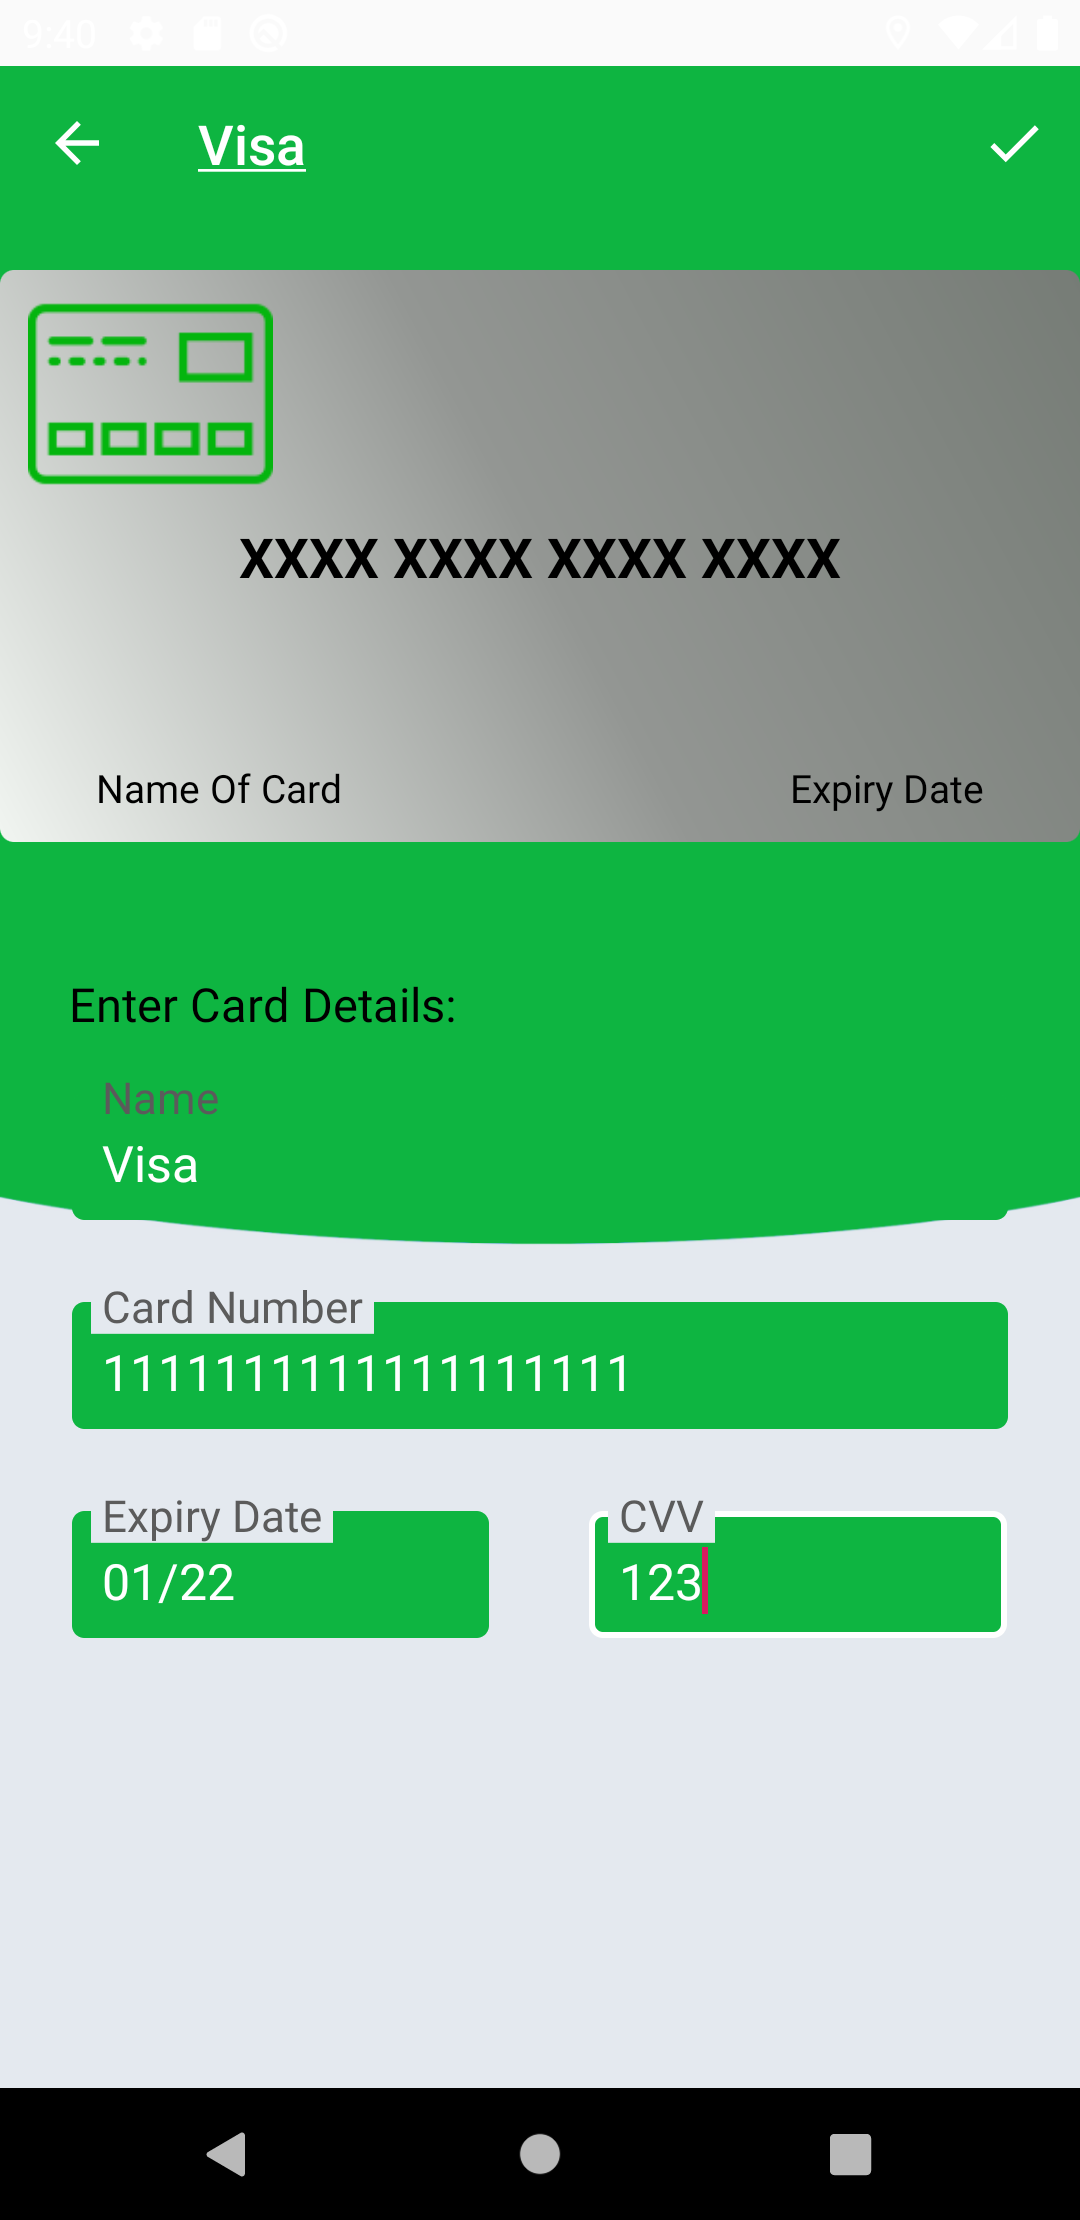 9:40
Visa
XXXX XXXX XXXX XXXX
Name Of Card
Expiry Date
Enter Card Details:
Name
Visa
Card Number
1111111111111111111
Expiry Date
01/22
CVV
123